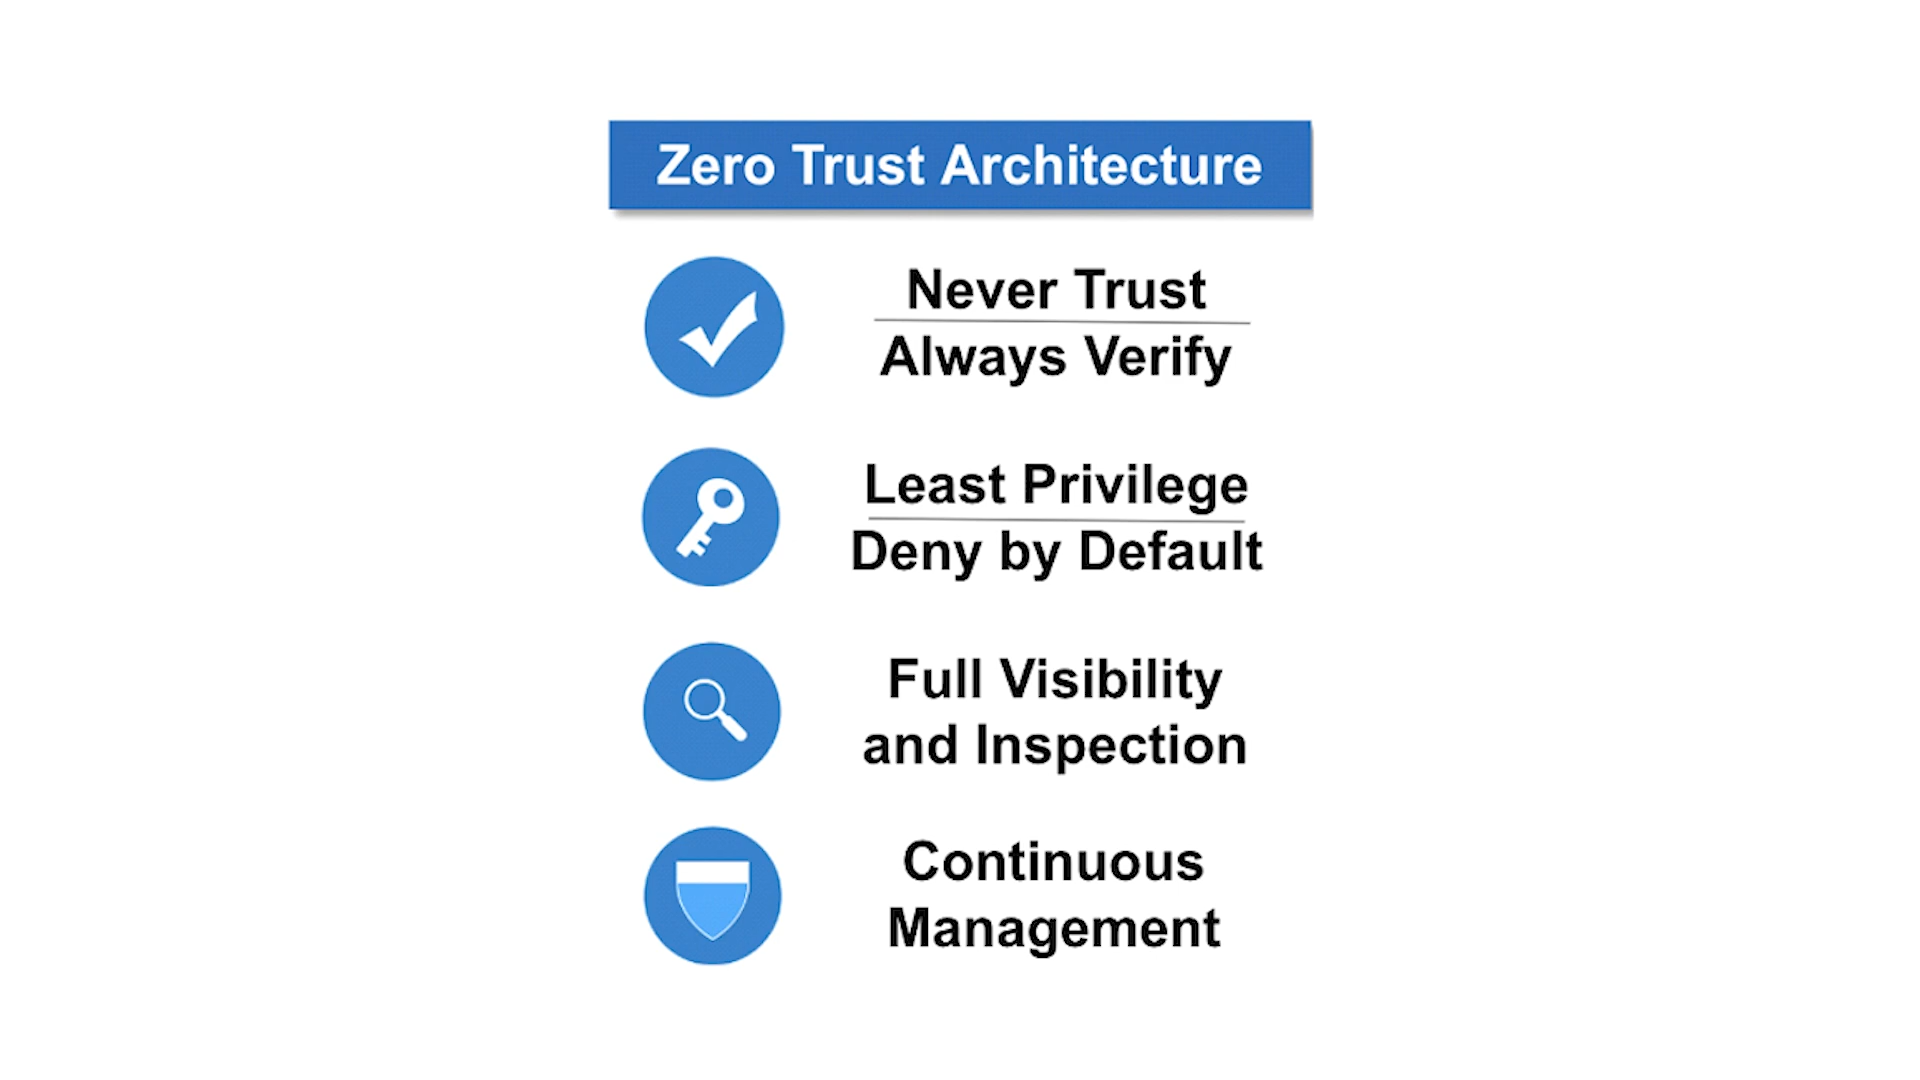 Zero Trust Architecture
Never Trust
Always Verify
Least Privilege
Deny by Default
Full Visibility
and Inspection
Continuous
Management